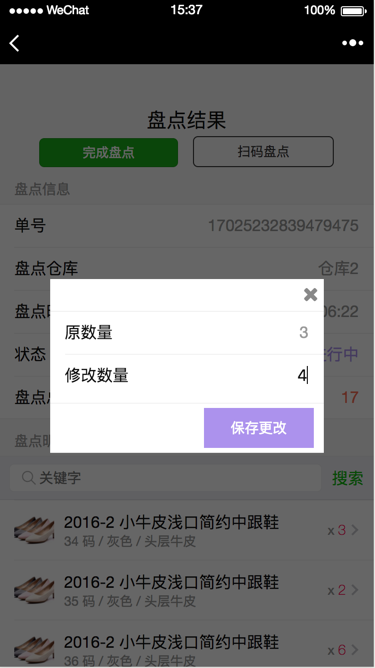 WeChat 15:37 100%
盘点结果
完成盘点 扫码盘点
盘点信息
单号 17025232839479475
盘点仓库 仓库2
盘点 06:22
原数量 3
状态 行中
修改数量 4
盘点 17
保存更改
盘点
关键字 搜索
2016-2 小牛皮浅口简约中跟鞋
34 码 / 灰色 / 头层牛皮
x 3
2016-2 小牛皮浅口简约中跟鞋
35 码 / 灰色 / 头层牛皮
x 2
2016-2 小牛皮浅口简约中跟鞋
36 码 / 灰色 / 头层牛皮
x 6